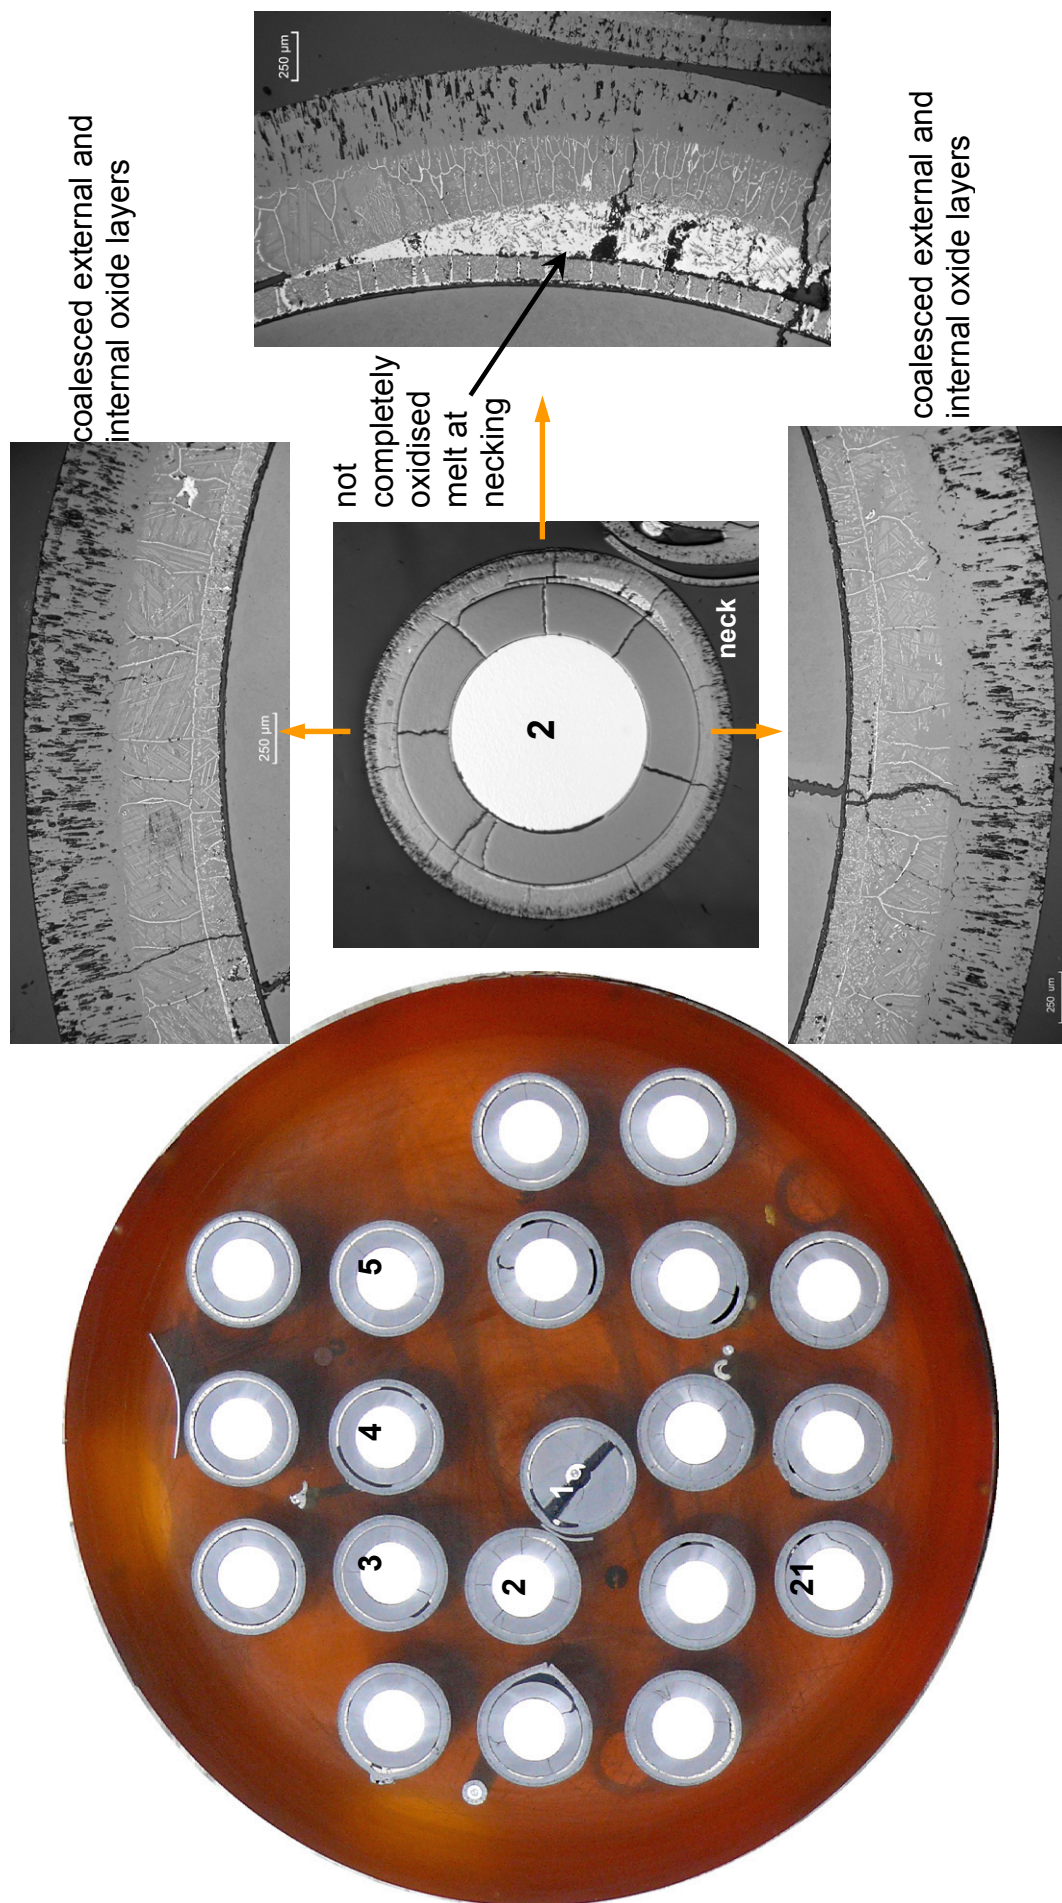 coalesced external and
internal oxide layers
250 µm
250 µm
not
completely
oxidised
melt at
necking
2
neck
coalesced external and
internal oxide layers
250 µm
5
4
3
1
2
21